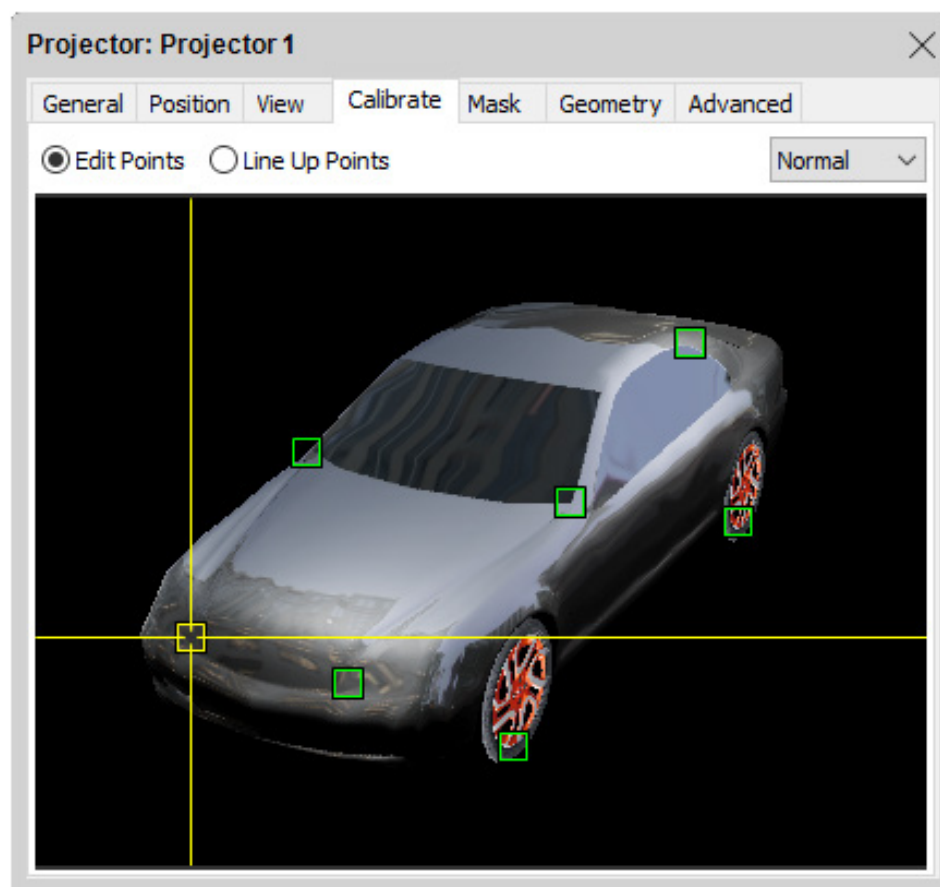 Projector: Projector 1
General Position View Calibrate Mask Geometry Advanced
Edit Points Line Up Points Normal